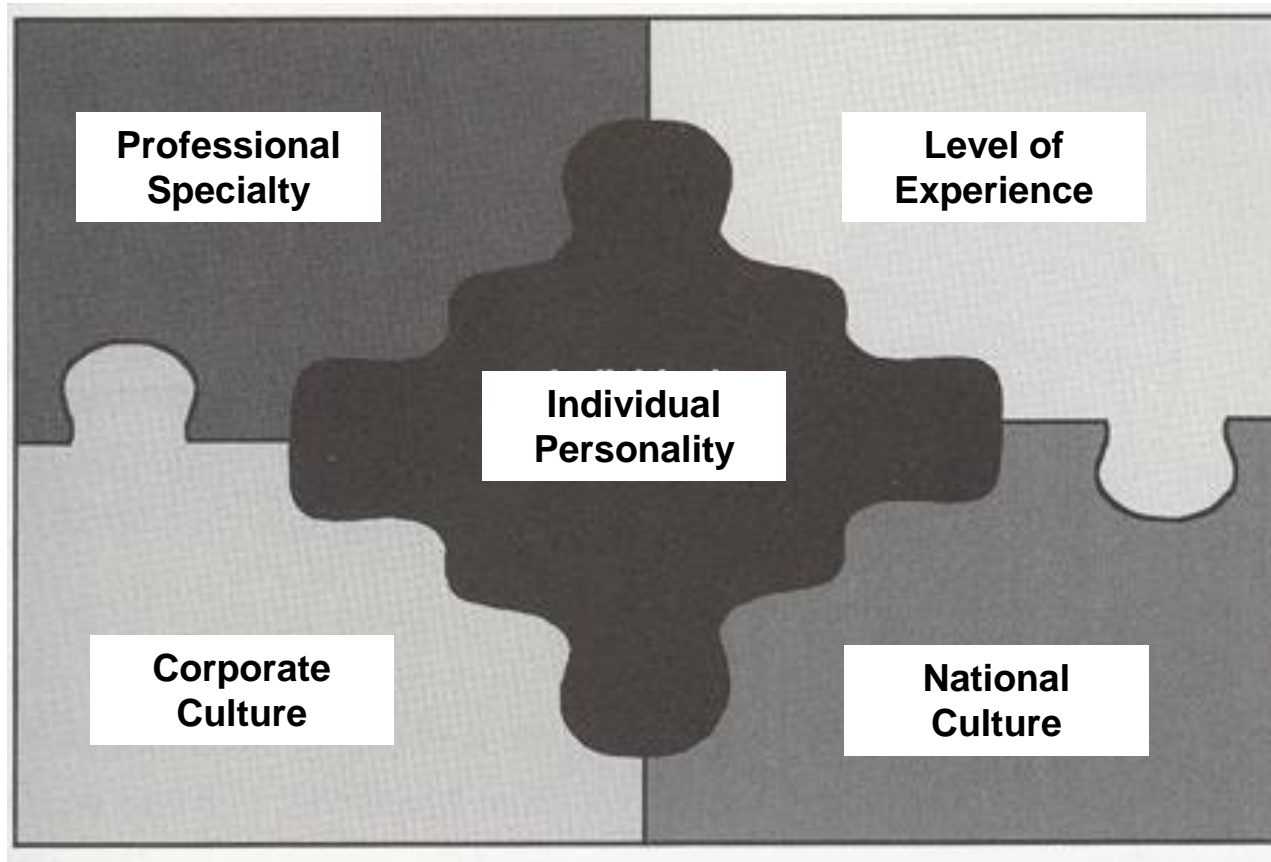 Professional
Specialty
Level of
Experience
Individual
Personality
Corporate
Culture
National
Culture